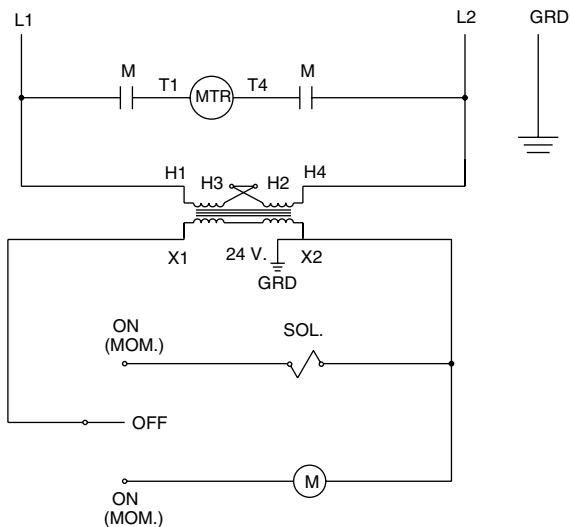 L1
L2
GRD
M
T1
MTR
T4
M
H1
H3
H2
H4
X1
24 V.
X2
GRD
ON
(MOM.)
SOL.
OFF
M
ON
(MOM.)